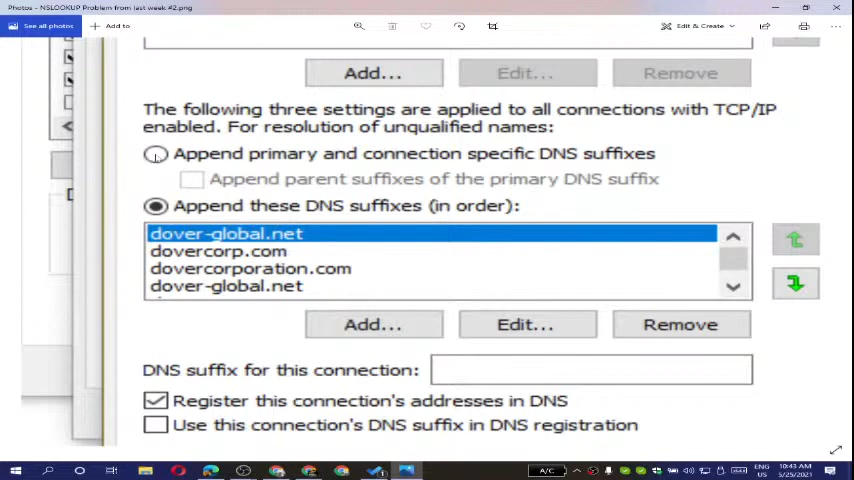 Photos - NSLOOKUP Problem from last week #2.png
See all photos
Add to
Edit & Create
Add...
Edit...
Remove
The following three settings are applied to all connections with TCP/IP
enabled. For resolution of unqualified names:
Append primary and connection specific DNS suffixes
Append parent suffixes of the primary DNS suffix
Append these DNS suffixes (in order):
dover-global.net
dovercorp.com
dovercorporation.com
dover-global.net
Add...
Edit...
Remove
DNS suffix for this connection:
Register this connection's addresses in DNS
Use this connection's DNS suffix in DNS registration
A/C
ENG
US
10:43 AM
5/25/2021